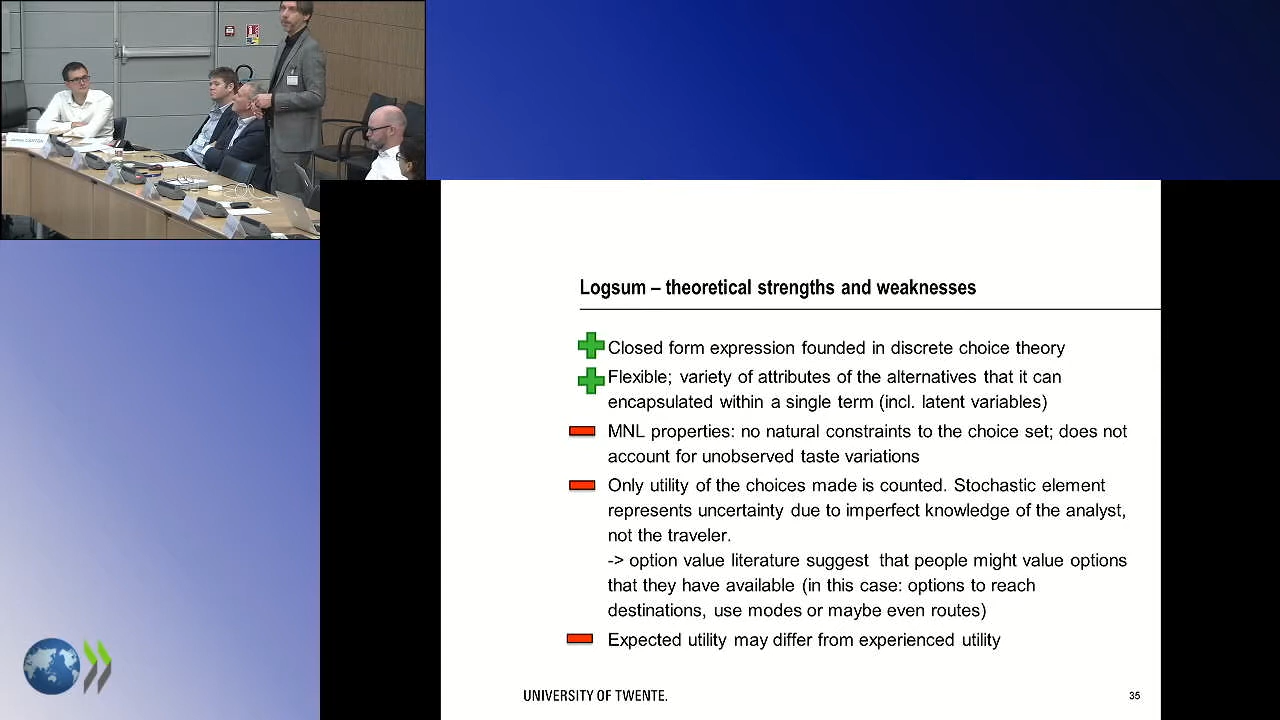 Logsum – theoretical strengths and weaknesses
Closed form expression founded in discrete choice theory
Flexible; variety of attributes of the alternatives that it can
encapsulated within a single term (incl. latent variables)
MNL properties: no natural constraints to the choice set; does not
account for unobserved taste variations
Only utility of the choices made is counted. Stochastic element
represents uncertainty due to imperfect knowledge of the analyst,
not the traveler.
-> option value literature suggest that people might value options
that they have available (in this case: options to reach
destinations, use modes or maybe even routes)
Expected utility may differ from experienced utility
UNIVERSITY OF TWENTE.
35